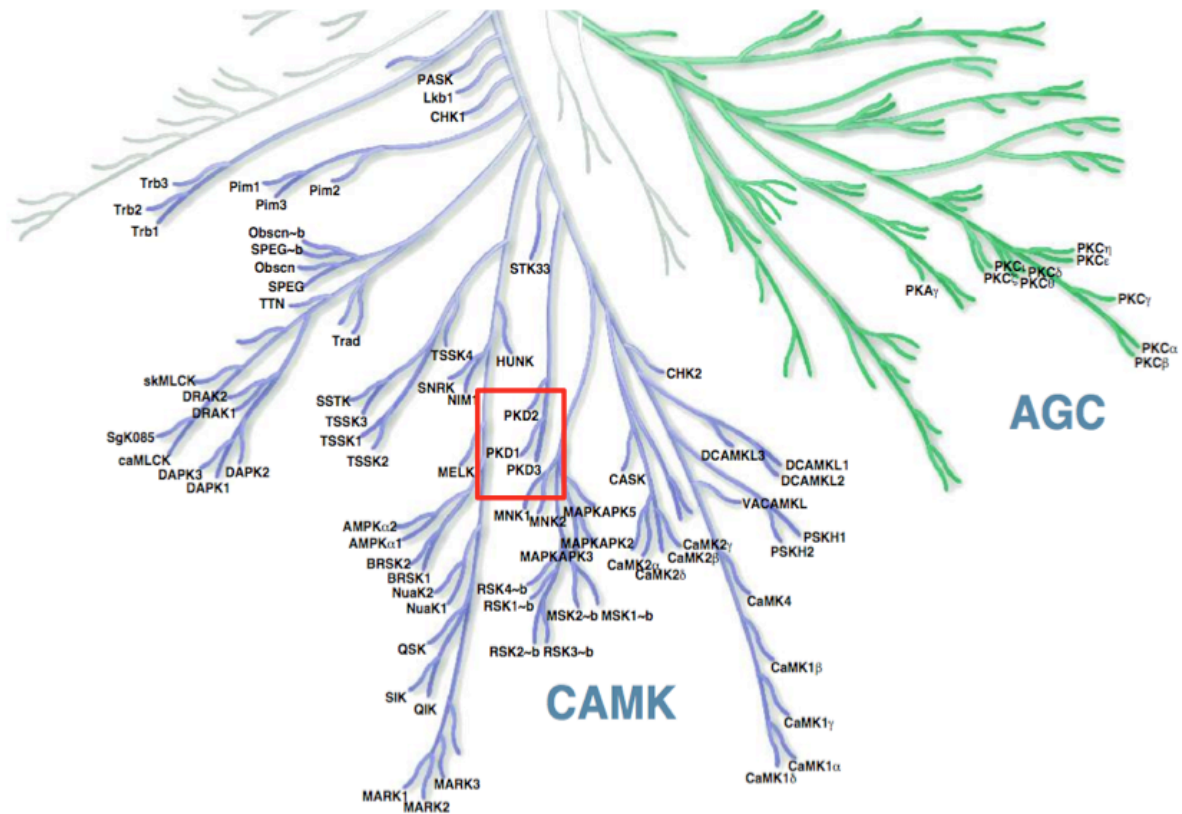 PASK
Lkb1
CHK1
Trb3
Pim1
Pim2
Pim3
Trb2
Trb1
Obscn~b
SPEG~b
Obscn
SPEG
TTN
STK33
PKCη
PKCε
PKCι
PKCδ
PKCζ
PKCθ
PKAγ
PKCγ
Trad
TSSK4
HUNK
PKCα
PKCβ
CHK2
skMLCK
DRAK2
DRAK1
SSTK
SNRK
NIM1
AGC
TSSK3
PKD2
SgK085
TSSK1
caMLCK
TSSK2
PKD1
PKD3
DCAMKL3
DCAMKL1
DCAMKL2
DAPK3
DAPK2
DAPK1
MELK
CASK
VACAMKL
MNK1
MNK2
MAPKAPK5
AMPKα2
AMPKα1
MAPKAPK2
MAPKAPK3
CaMK2γ
CaMK2β
CaMK2α
CaMK2δ
PSKH1
PSKH2
BRSK2
BRSK1
NuaK2
NuaK1
RSK4~b
RSK1~b
MSK2~b
MSK1~b
CaMK4
QSK
RSK2~b
RSK3~b
CaMK1β
SIK
QIK
CAMK
CaMK1γ
CaMK1α
CaMK1δ
MARK3
MARK1
MARK2